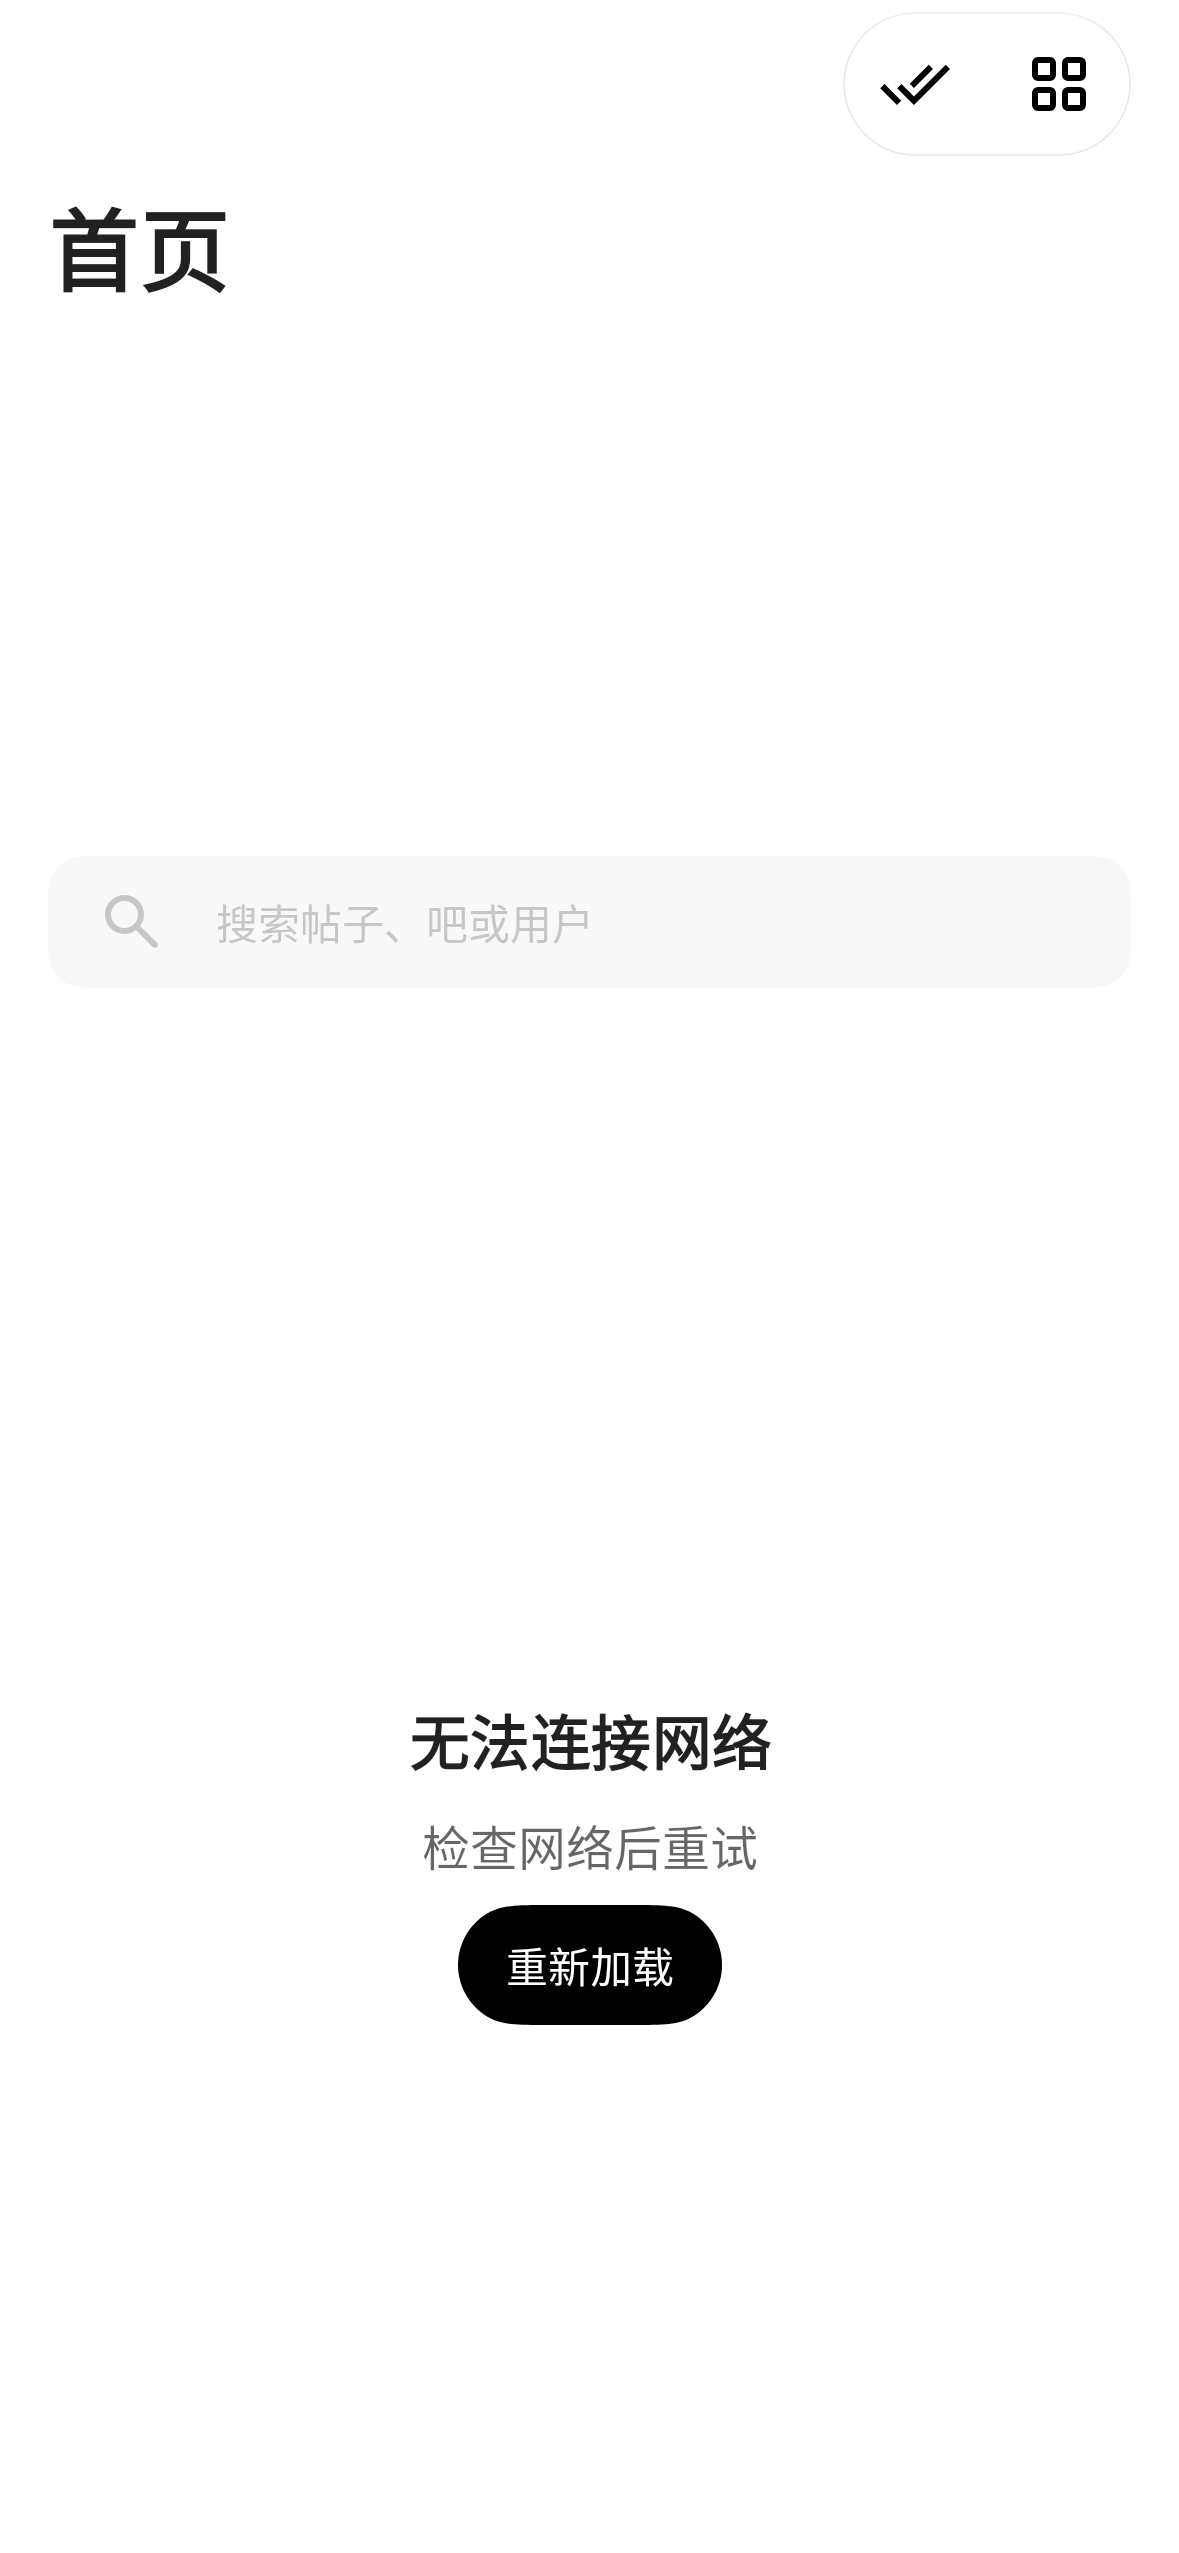 首页
搜索帖子、吧或用户
无法连接网络
检查网络后重试
重新加载